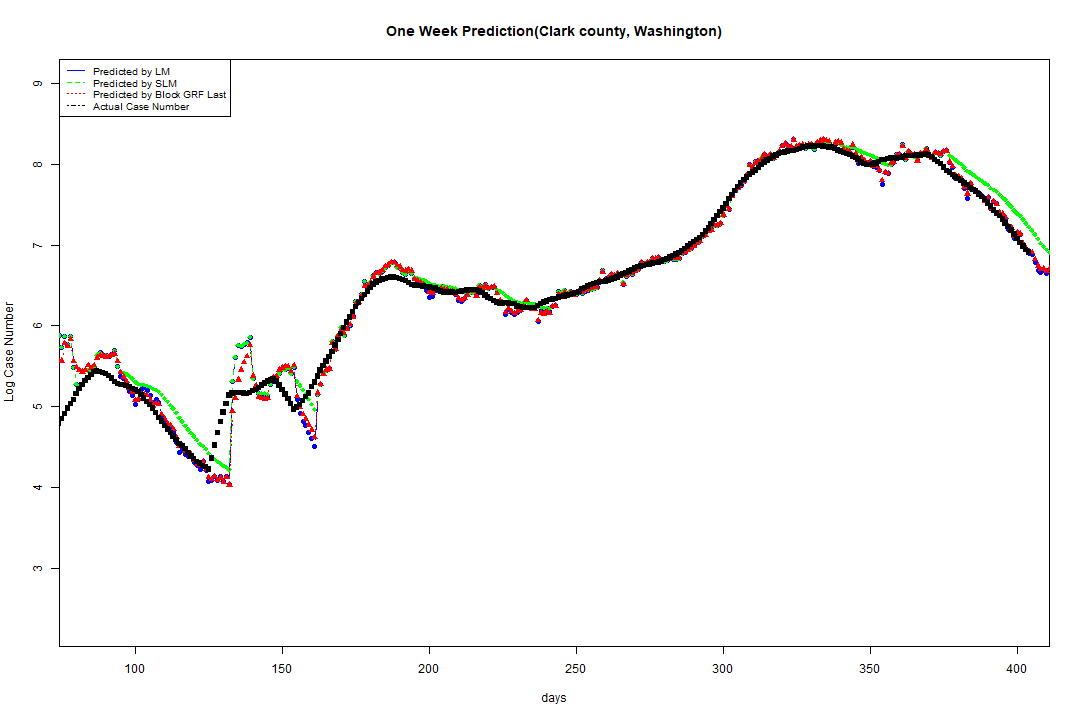 One Week Prediction(Clark county, Washington)
Predicted by LM
Predicted by SLM
Predicted by Block GRF Last
Actual Case Number
Log Case Number
9
8
7
6
5
4
3
100 150 200 250 300 350 400
days